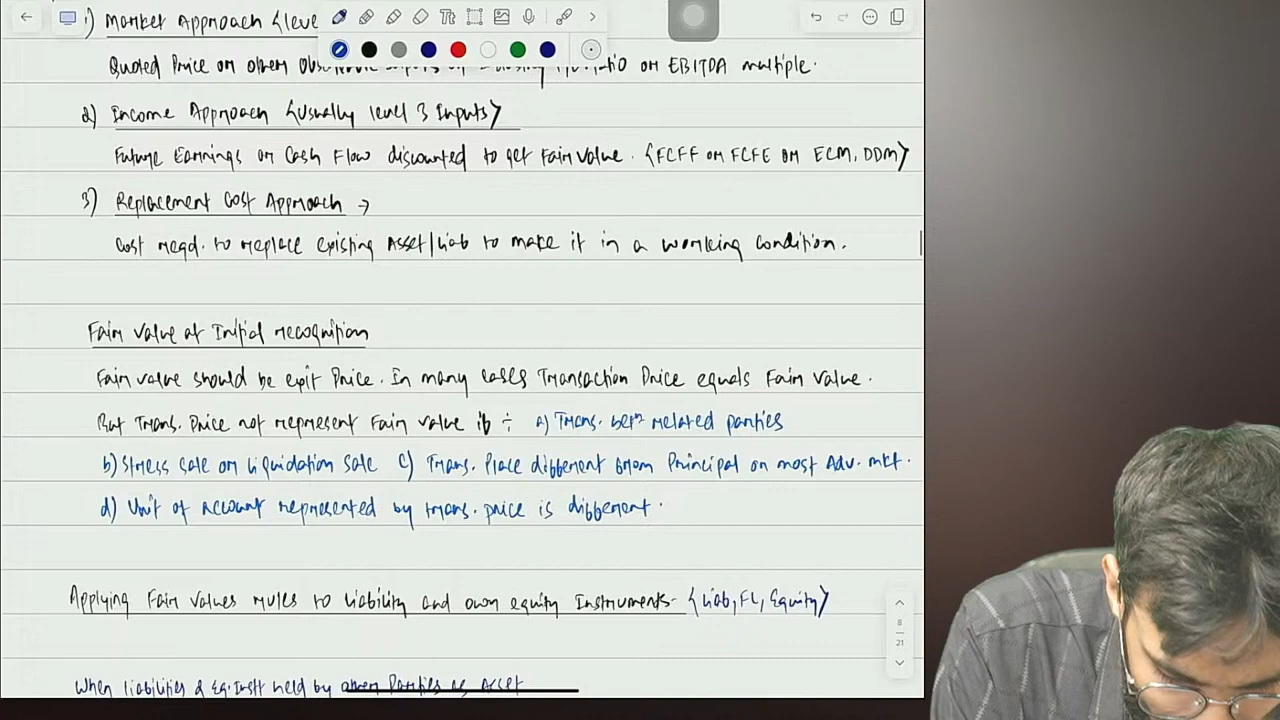 1) Market Approach {leve
Quoted Price or other Obs or EBITDA multiple.
2) Income Approach {Usually level 3 Inputs}
Future Earnings or Cash Flow discounted to get Fair value. {FCFF or FCFE or ECM, DDM}
3) Replacement Cost Approach →
Cost reqd. to replace existing Asset/Liab to make it in a working condition.
Fair value at Initial recognition
Fair value should be exit Price. In many cases Transaction Price equals Fair value.
But Trans. Price not represent Fair value if ÷ a) Trans. betn related parties
b) Stress sale or liquidation sale c) Trans. Place different from Principal or most Adv. mkt.
d) Unit of account represented by trans. price is different.
Applying Fair values rules to liability and own equity Instruments- {Liab, FL, Equity}
8
21
When liabilities & Eq. Instt held by other Parties as Asset